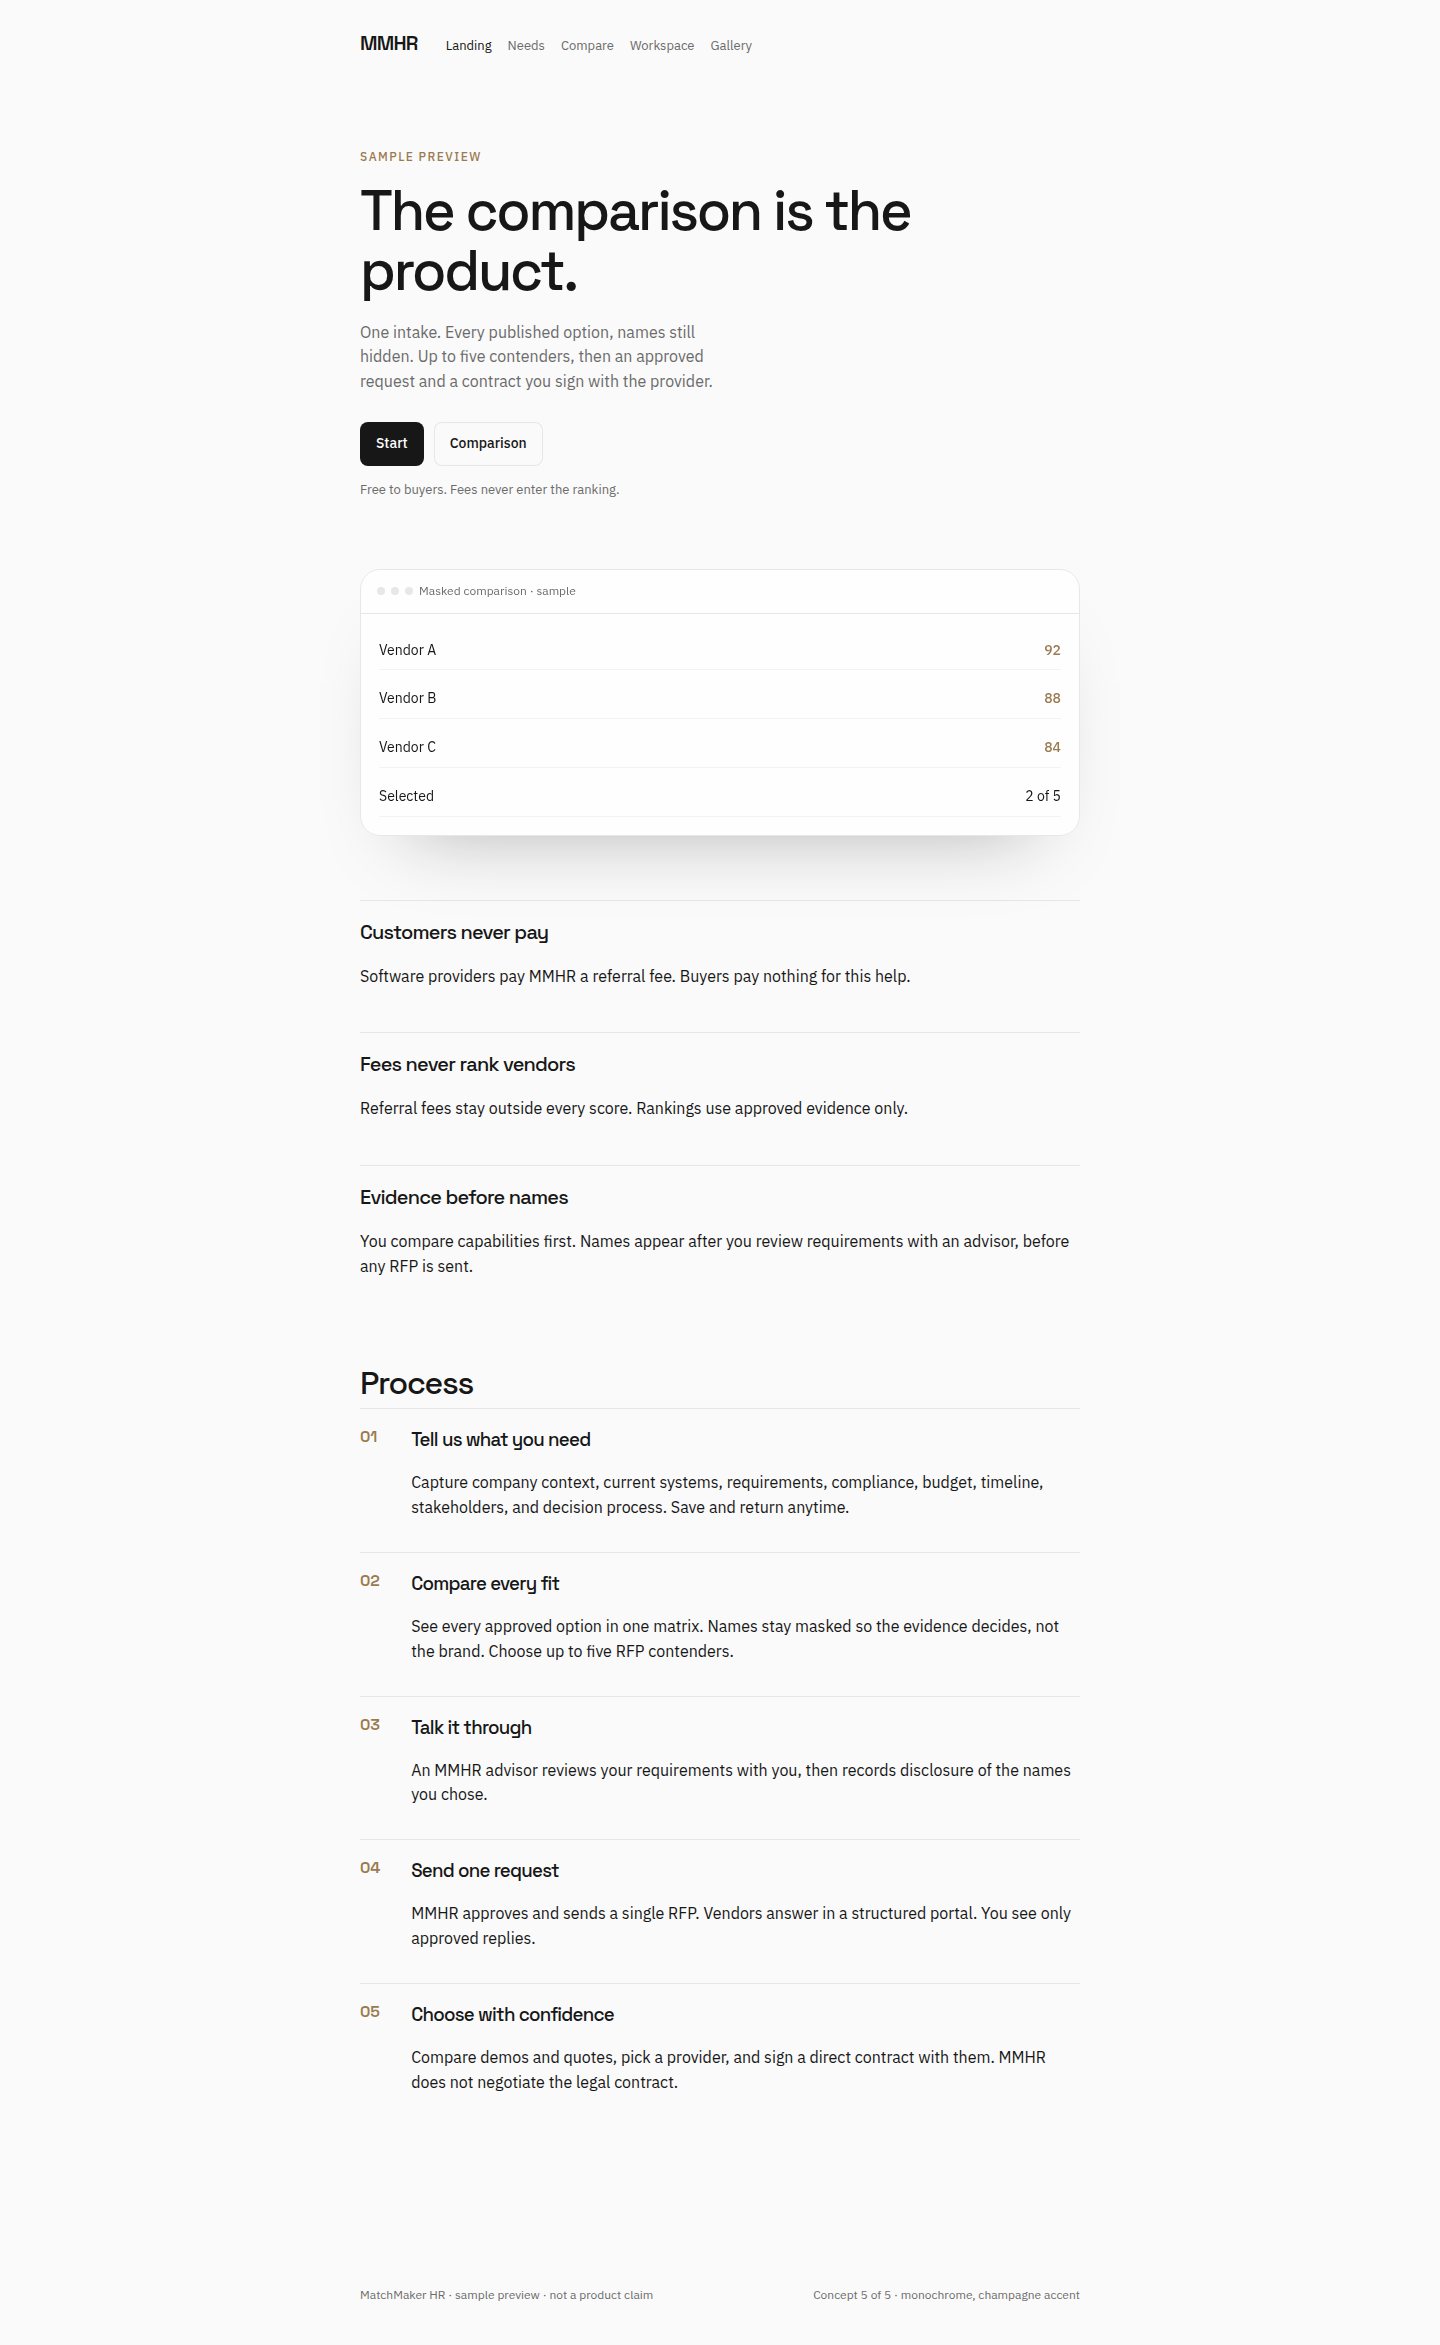 MMHR Landing Needs Compare Workspace Gallery
SAMPLE PREVIEW
The comparison is the
product.
One intake. Every published option, names still
hidden. Up to five contenders, then an approved
request and a contract you sign with the provider.
Start Comparison
Free to buyers. Fees never enter the ranking.
Masked comparison · sample
Vendor A 92
Vendor B 88
Vendor C 84
Selected 2 of 5
Customers never pay
Software providers pay MMHR a referral fee. Buyers pay nothing for this help.
Fees never rank vendors
Referral fees stay outside every score. Rankings use approved evidence only.
Evidence before names
You compare capabilities first. Names appear after you review requirements with an advisor, before
any RFP is sent.
Process
01 Tell us what you need
Capture company context, current systems, requirements, compliance, budget, timeline,
stakeholders, and decision process. Save and return anytime.
02 Compare every fit
See every approved option in one matrix. Names stay masked so the evidence decides, not
the brand. Choose up to five RFP contenders.
03 Talk it through
An MMHR advisor reviews your requirements with you, then records disclosure of the names
you chose.
04 Send one request
MMHR approves and sends a single RFP. Vendors answer in a structured portal. You see only
approved replies.
05 Choose with confidence
Compare demos and quotes, pick a provider, and sign a direct contract with them. MMHR
does not negotiate the legal contract.
MatchMaker HR · sample preview · not a product claim Concept 5 of 5 · monochrome, champagne accent